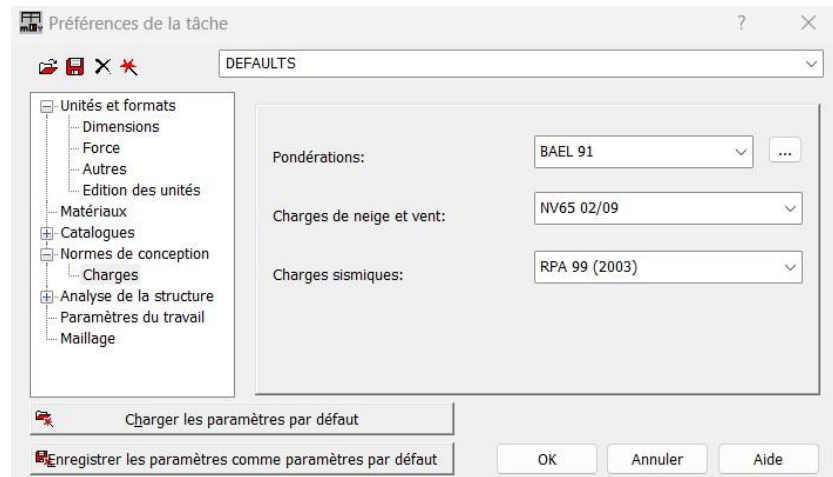 Préférences de la tâche
?
DEFAULTS
Unités et formats
Dimensions
Force
Autres
Edition des unités
Matériaux
Catalogues
Normes de conception
Charges
Analyse de la structure
Paramètres du travail
Maillage
Pondérations:
BAEL 91
...
Charges de neige et vent:
NV65 02/09
Charges sismiques:
RPA 99 (2003)
Charger les paramètres par défaut
Enregistrer les paramètres comme paramètres par défaut
OK
Annuler
Aide